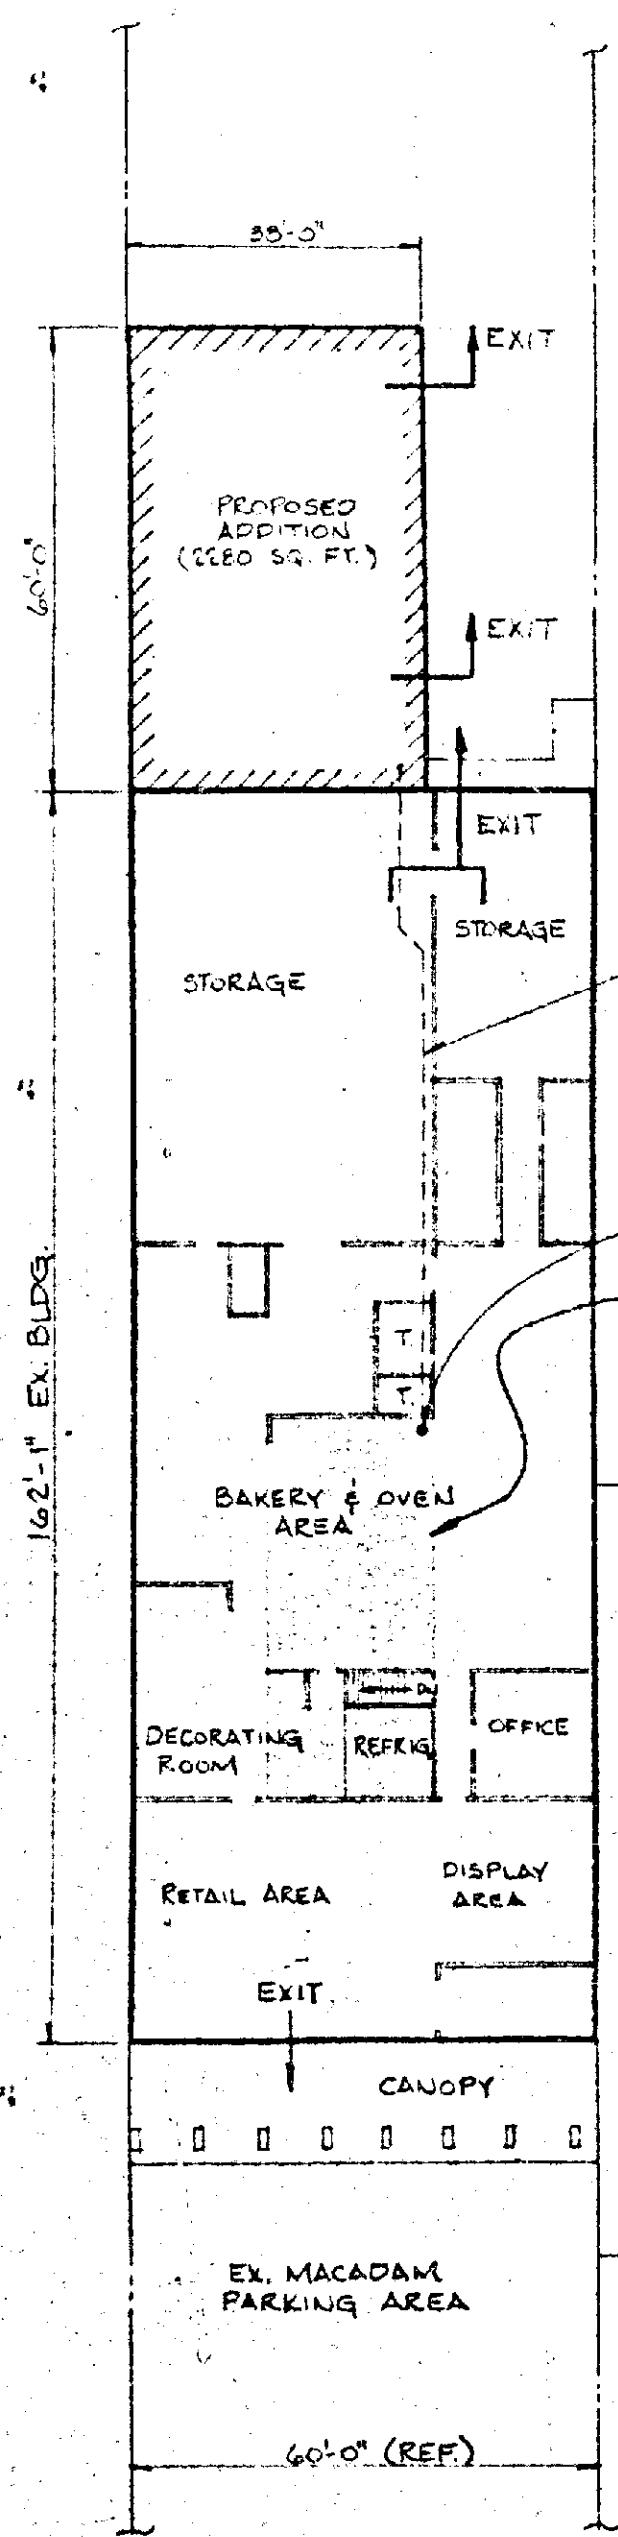 38'-0"
EXIT
PROPOSED
ADDITION
(2280 SQ. FT.)
60'-0"
EXIT
EXIT
STORAGE
STORAGE
162'-1" EX. BLDG.
T.
T.
BAKERY & OVEN
AREA
D
DECORATING
ROOM
REFRIG.
OFFICE
RETAIL AREA
DISPLAY
AREA
EXIT
CANOPY
EX. MACADAM
PARKING AREA
60'-0" (REF.)